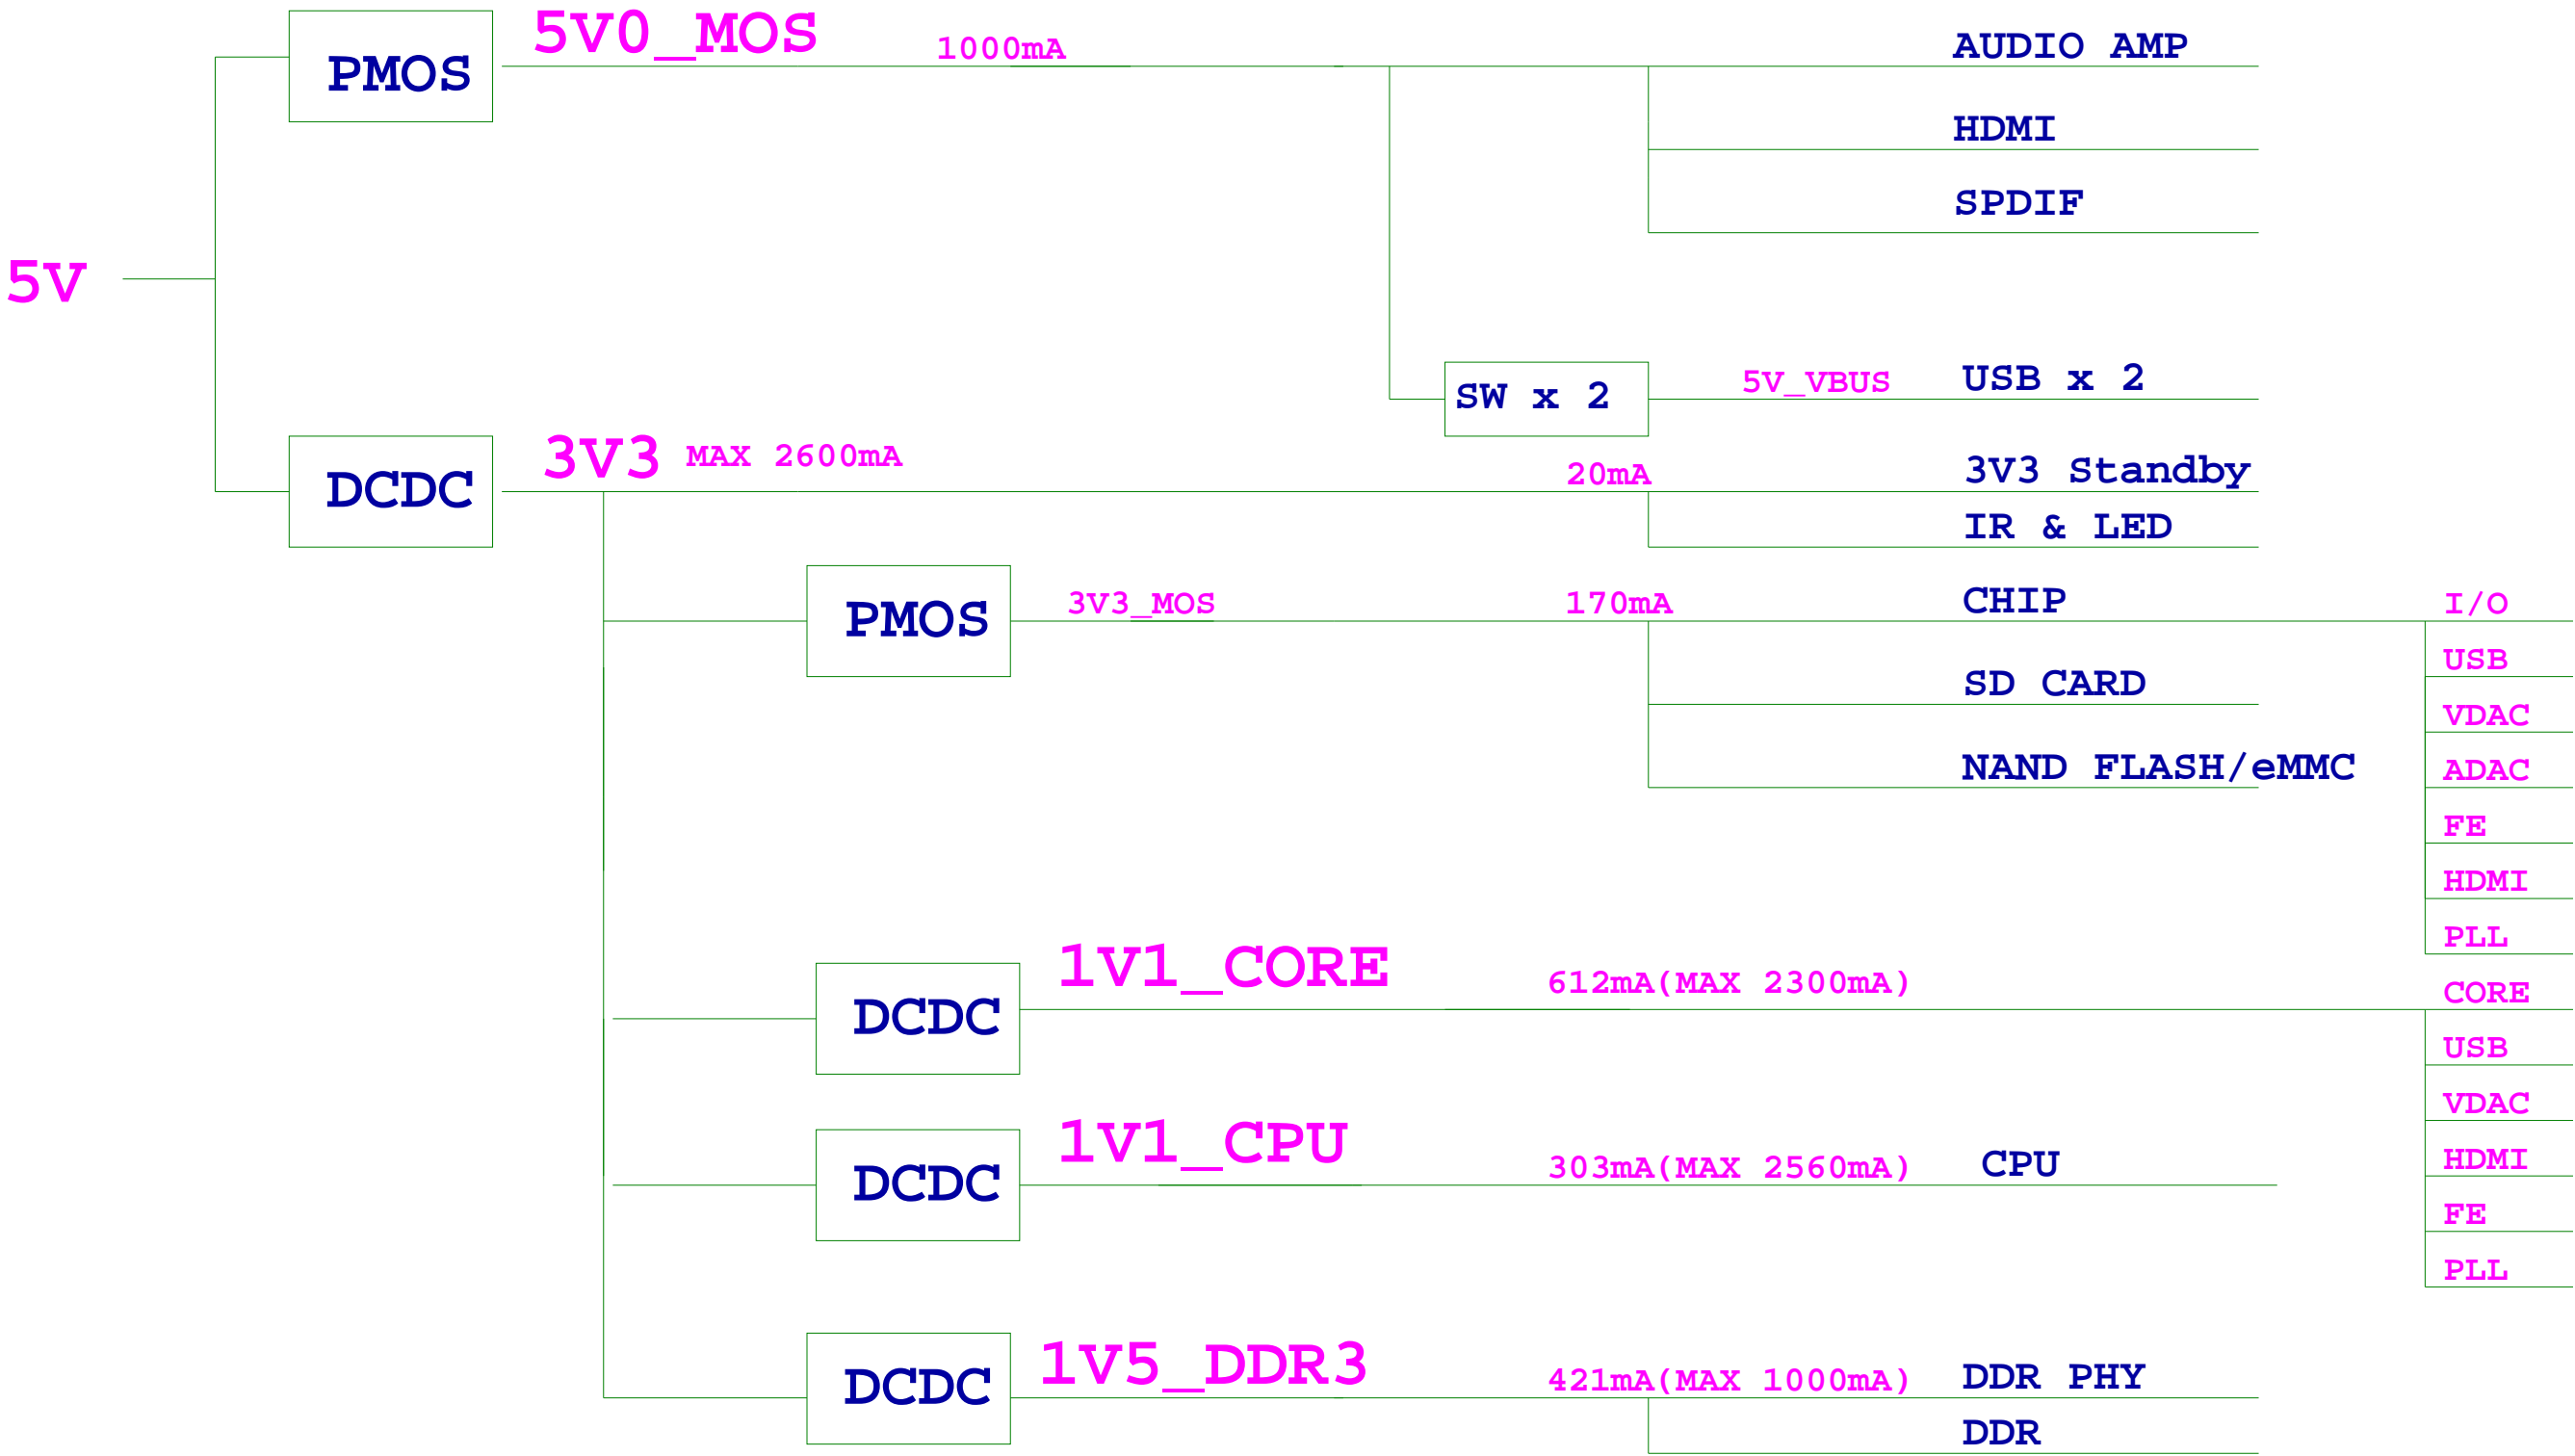 5V0_MOS
1000mA
AUDIO AMP
PMOS
HDMI
SPDIF
5V
SW x 2
5V_VBUS
USB x 2
3V3 MAX 2600mA
20mA
3V3 Standby
DCDC
IR & LED
PMOS
3V3_MOS
170mA
CHIP
I/O
USB
SD CARD
VDAC
NAND FLASH/eMMC
ADAC
FE
HDMI
PLL
1V1_CORE
612mA(MAX 2300mA)
CORE
DCDC
USB
VDAC
1V1_CPU
303mA(MAX 2560mA)
CPU
HDMI
DCDC
FE
PLL
1V5_DDR3
421mA(MAX 1000mA)
DDR PHY
DCDC
DDR